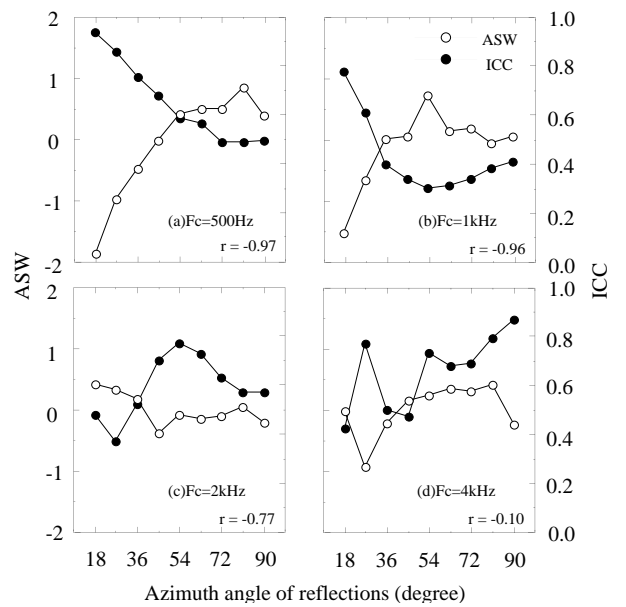 2
1
0
-1
-2
(a)Fc=500Hz
r = -0.97
ASW
ICC
(b)Fc=1kHz
r = -0.96
1.0
0.8
0.6
0.4
0.2
0.0
ASW
ICC
2
1
0
-1
-2
(c)Fc=2kHz
r = -0.77
(d)Fc=4kHz
r = -0.10
1.0
0.8
0.6
0.4
0.2
0.0
18 36 54 72 90
18 36 54 72 90
Azimuth angle of reflections (degree)